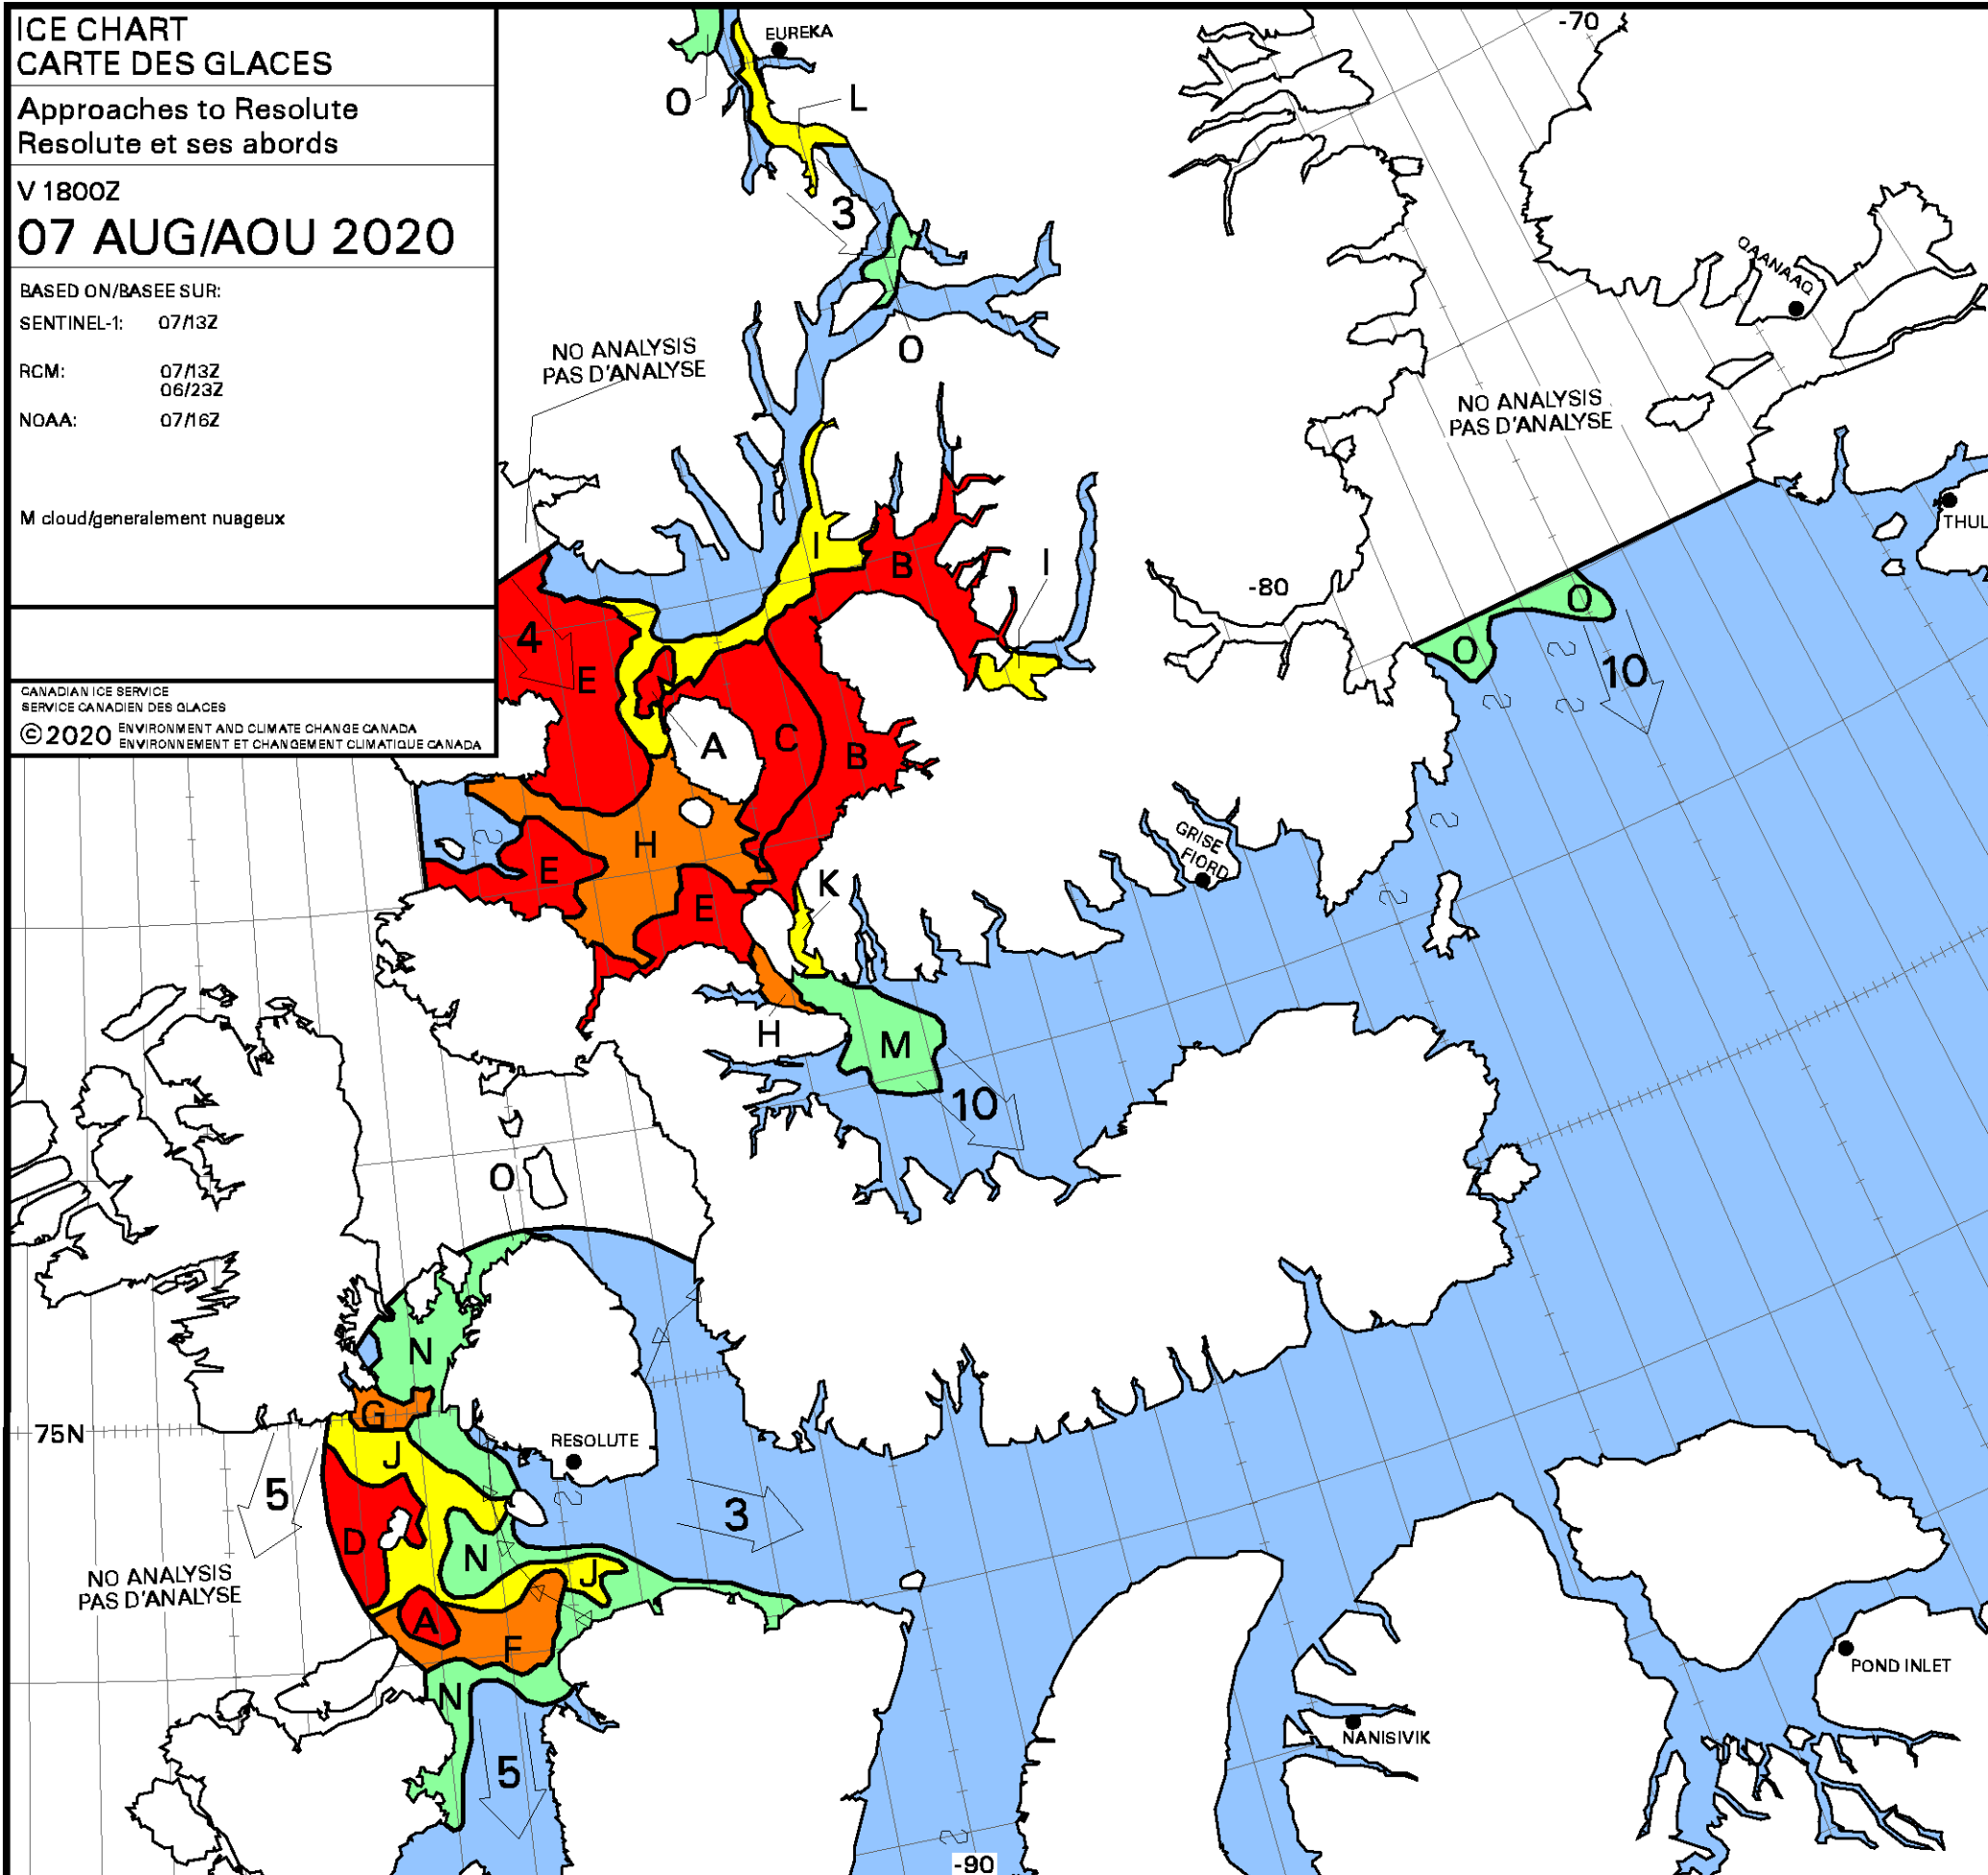 ICE CHART
CARTE DES GLACES
Approaches to Resolute
Resolute et ses abords
V 1800Z
07 AUG/AOU 2020
BASED ON/BASEE SUR:
SENTINEL-1: 07/13Z
RCM: 07/13Z
06/23Z
NOAA: 07/16Z
M cloud/generalement nuageux
CANADIAN ICE SERVICE
SERVICE CANADIEN DES GLACES
©2020 ENVIRONMENT AND CLIMATE CHANGE CANADA
ENVIRONNEMENT ET CHANGEMENT CLIMATIQUE CANADA
-70
EUREKA
O
L
3
QAANAAQ
O
NO ANALYSIS
PAS D'ANALYSE
NO ANALYSIS
PAS D'ANALYSE
THUL
I
B
I
-80
O
O
10
4
E
A
C
B
H
E
E
K
GRISE
FIORD
H
M
10
O
N
G
75N
J
RESOLUTE
5
3
D
N
J
NO ANALYSIS
PAS D'ANALYSE
A
F
N
5
POND INLET
NANISIVIK
-90